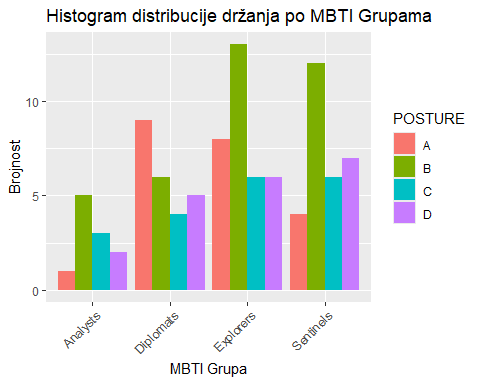 Histogram distribucije držanja po MBTI Grupama
Brojnost
10
5
0
Analysts
Diplomats
Explorers
Sentinels
MBTI Grupa
POSTURE
A
B
C
D